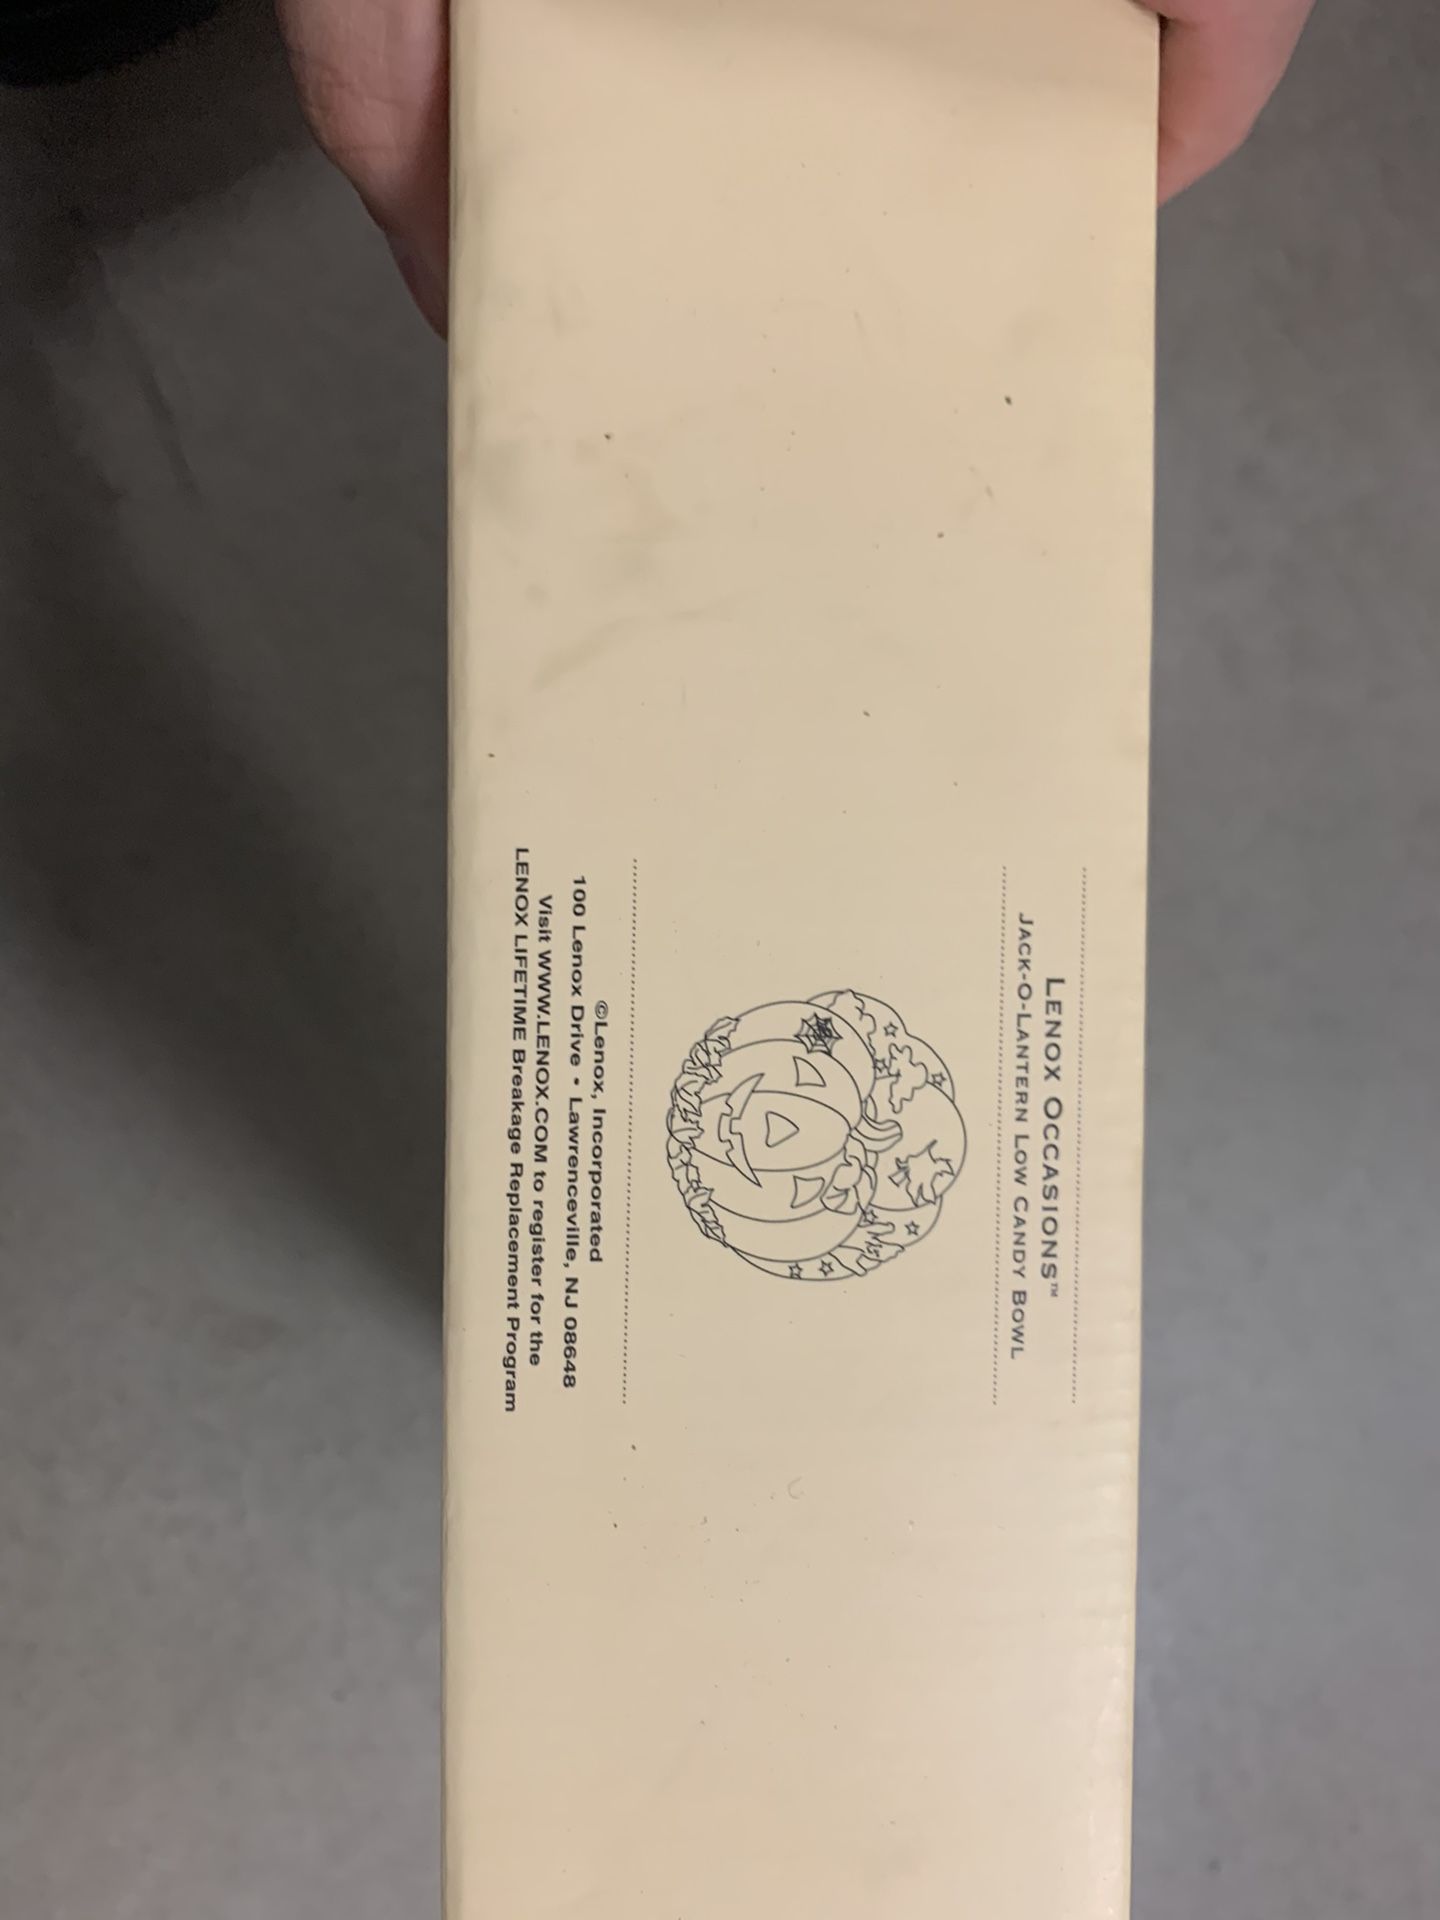 LENOX OCCASIONS™
JACK-O-LANTERN LOW CANDY BOWL
©Lenox, Incorporated
100 Lenox Drive • Lawrenceville, NJ 08648
Visit WWW.LENOX.COM to register for the
LENOX LIFETIME Breakage Replacement Program